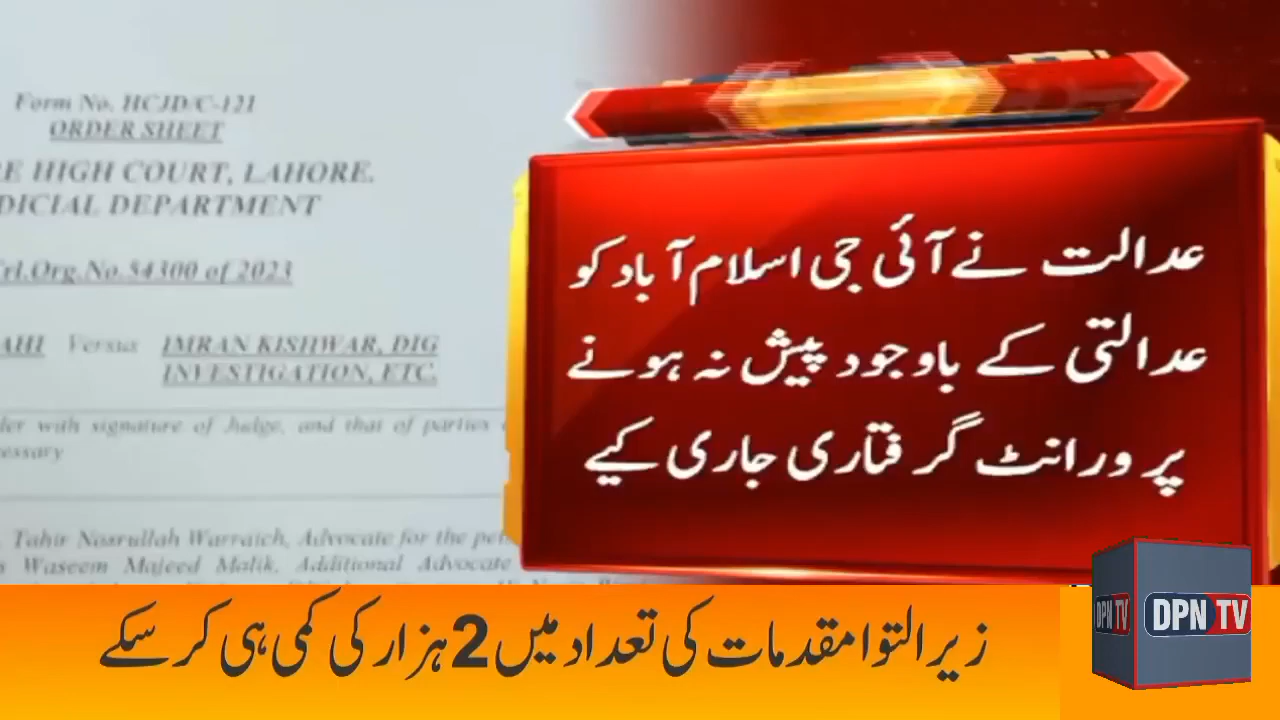 Form No. HCJD/C-121
ORDER SHEET
RE HIGH COURT, LAHORE.
DICIAL DEPARTMENT
Crl.Org.No.54300 of 2023
AHI Versus IMRAN KISHWAR, DIG
INVESTIGATION, ETC.
der with signature of Judge, and that of parties
essary
Tahir Nasrullah Warraich, Advocate for the pet
Waseem Majeed Malik, Additional Advocate
عدالت نے آئی جی اسلام آباد کو
عدالتی کے باوجود پیش نہ ہونے
پر ورانٹ گرفتاری جاری کیے
زیر التوا مقدمات کی تعداد میں 2 ہزار کی کمی ہی کر سکے
DPN TV
DPN TV